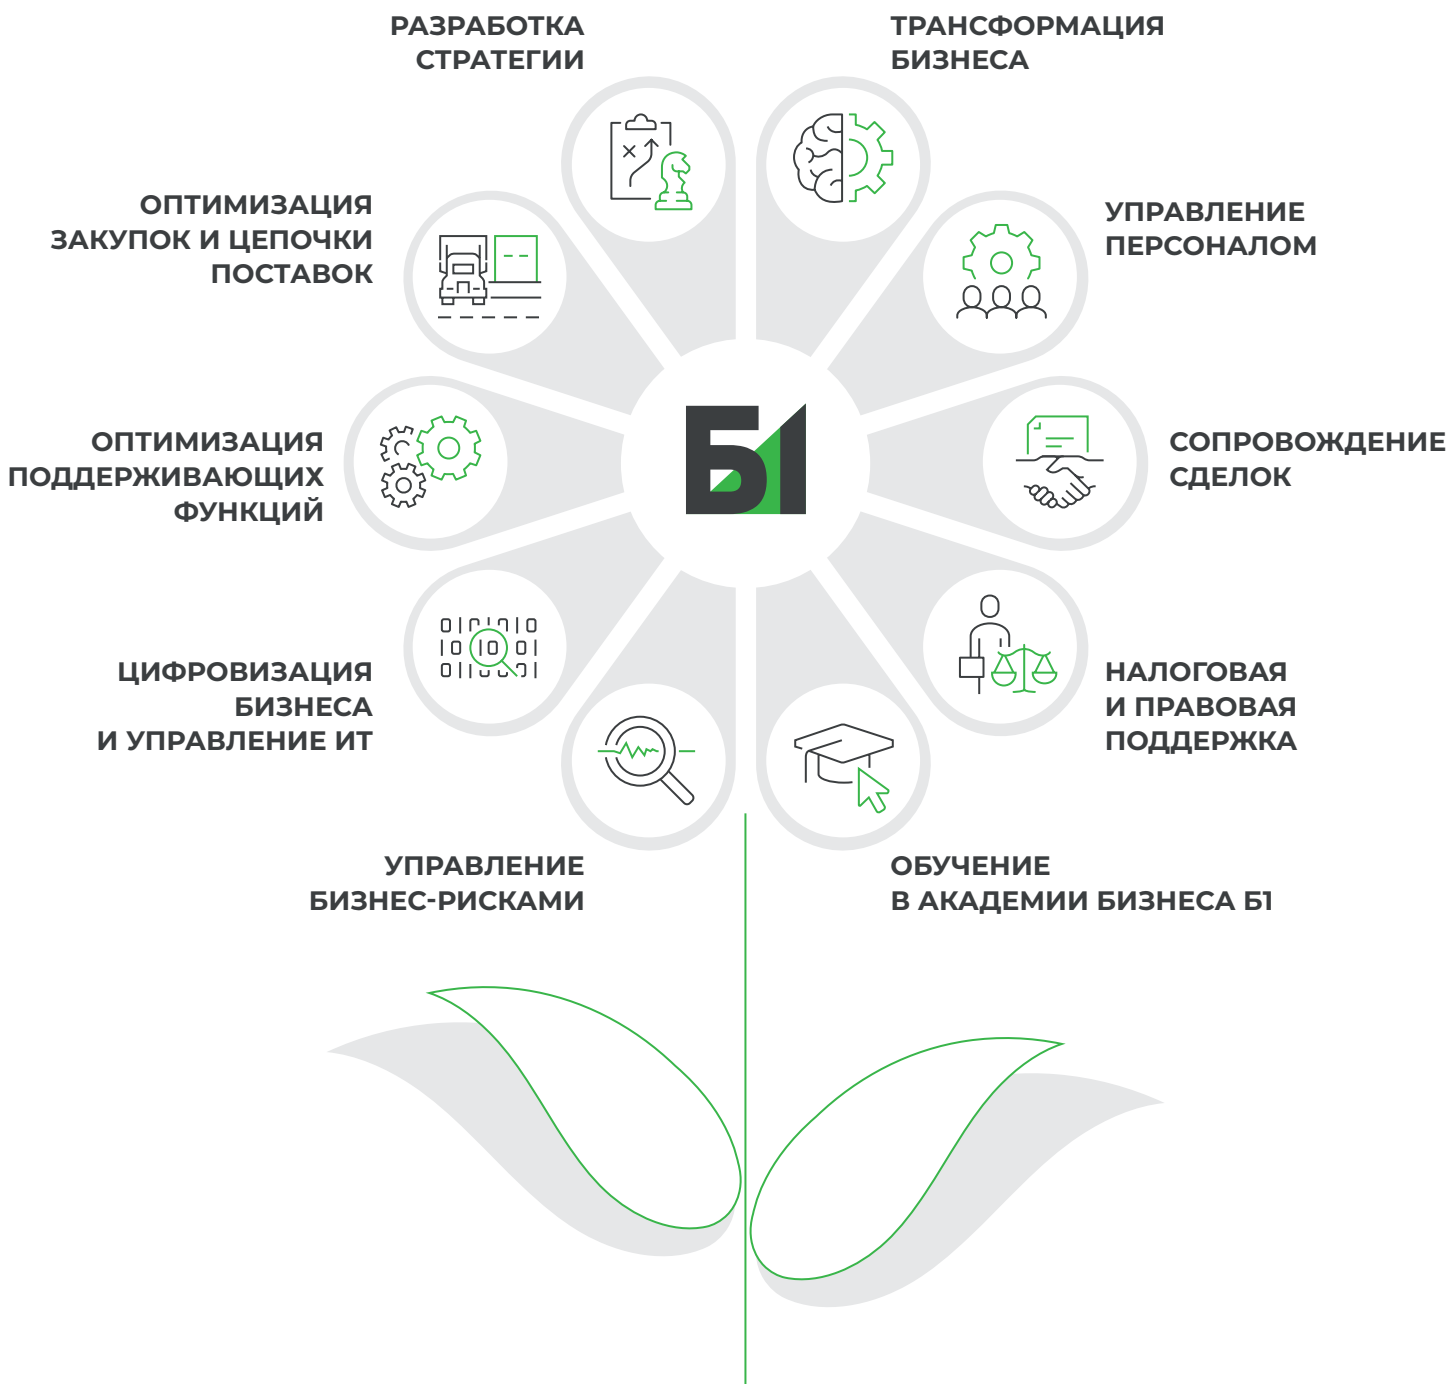 РАЗРАБОТКА
СТРАТЕГИИ
ТРАНСФОРМАЦИЯ
БИЗНЕСА
ОПТИМИЗАЦИЯ
ЗАКУПОК И ЦЕПОЧКИ
ПОСТАВОК
УПРАВЛЕНИЕ
ПЕРСОНАЛОМ
ОПТИМИЗАЦИЯ
ПОДДЕРЖИВАЮЩИХ
ФУНКЦИЙ
Б1
СОПРОВОЖДЕНИЕ
СДЕЛОК
ЦИФРОВИЗАЦИЯ
БИЗНЕСА
И УПРАВЛЕНИЕ ИТ
НАЛОГОВАЯ
И ПРАВОВАЯ
ПОДДЕРЖКА
УПРАВЛЕНИЕ
БИЗНЕС-РИСКАМИ
ОБУЧЕНИЕ
В АКАДЕМИИ БИЗНЕСА Б1